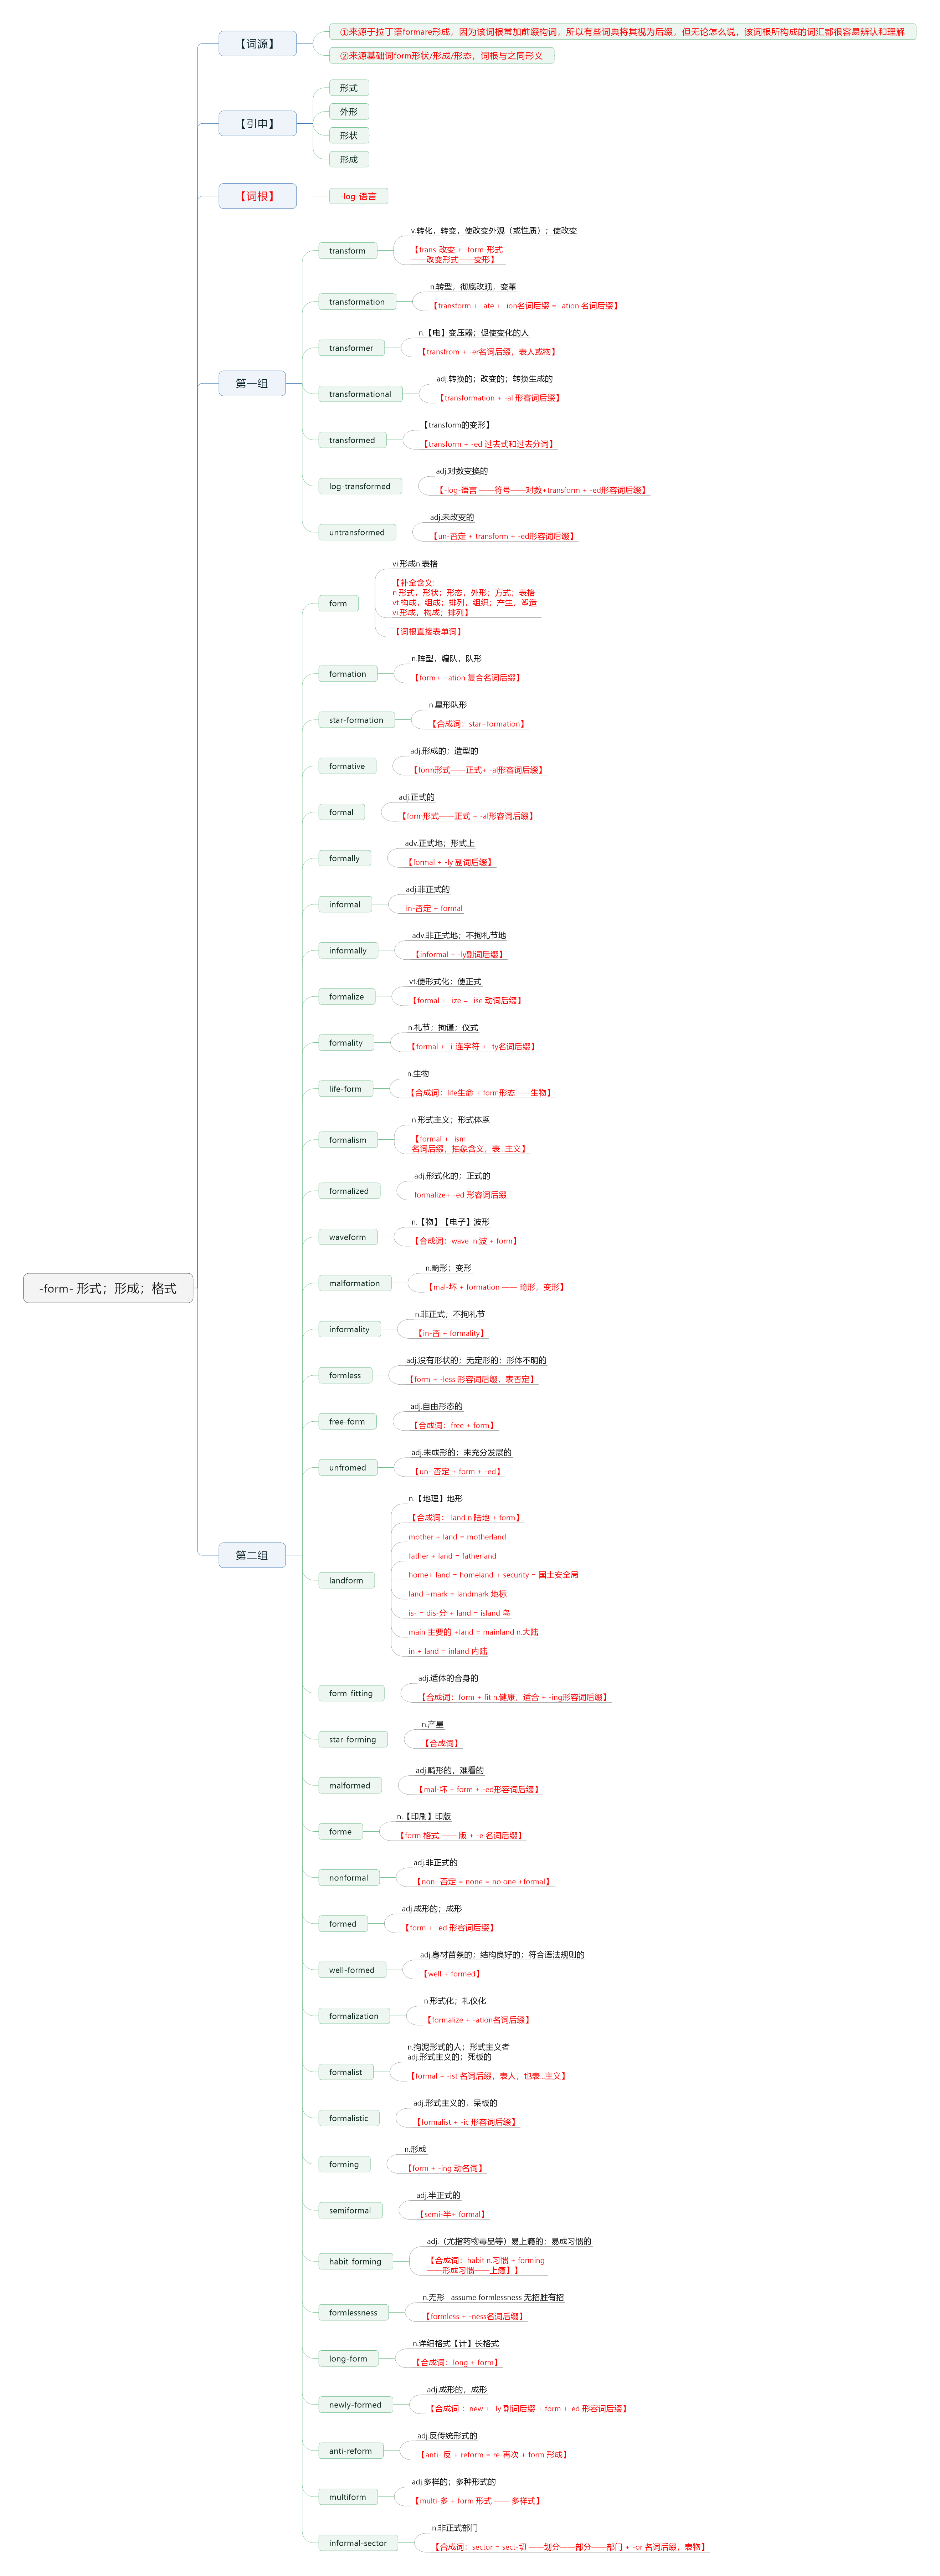 -form- 形式；形成；格式
【词源】
①来源于拉丁语formare形成，因为该词根常加前缀构词，所以有些词典将其视为后缀，但无论怎么说，该词根所构成的词汇都很容易辨认和理解
②来源基础词form形状/形成/形态，词根与之同形义
【引申】
形式
外形
形状
形成
【词根】
-log-语言
第一组
transform
v.转化，转变，使改变外观（或性质）；使改变
【trans-改变 + -form-形式
——改变形式——变形】
transformation
n.转型，彻底改观，变革
【transform + -ate + -ion名词后缀 = -ation 名词后缀】
transformer
n.【电】变压器；促使变化的人
【transfrom + -er名词后缀，表人或物】
transformational
adj.转换的；改变的；转换生成的
【transformation + -al 形容词后缀】
transformed
【transform的变形】
【transform + -ed 过去式和过去分词】
log-transformed
adj.对数变换的
【 -log-语言 ——符号——对数+transform + -ed形容词后缀】
untransformed
adj.未改变的
【un-否定 + transform + -ed形容词后缀】
第二组
form
vi.形成n.表格
【补全含义:
n.形式，形状；形态，外形；方式；表格
vt.构成，组成；排列，组织；产生，塑造
vi.形成，构成；排列】
【词根直接表单词】
formation
n.阵型，编队，队形
【form+ - ation 复合名词后缀】
star-formation
n.星形队形
【合成词：star+formation】
formative
adj.形成的；造型的
【form形式——正式+ -al形容词后缀】
formal
adj.正式的
【form形式——正式 + -al形容词后缀】
formally
adv.正式地；形式上
【formal + -ly 副词后缀】
informal
adj.非正式的
in-否定 + formal
informally
adv.非正式地；不拘礼节地
【informal + -ly副词后缀】
formalize
vt.使形式化；使正式
【formal + -ize = -ise 动词后缀】
formality
n.礼节；拘谨；仪式
【formal + -i-连字符 + -ty名词后缀】
life-form
n.生物
【合成词：life生命 + form形态——生物】
formalism
n.形式主义；形式体系
【formal + -ism
名词后缀，抽象含义，表...主义】
formalized
adj.形式化的；正式的
formalize+ -ed 形容词后缀
waveform
n.【物】【电子】波形
【合成词：wave n.波 + form】
malformation
n.畸形；变形
【mal-坏 + formation —— 畸形，变形】
informality
n.非正式；不拘礼节
【in-否 + formality】
formless
adj.没有形状的；无定形的；形体不明的
【form + -less 形容词后缀，表否定】
free-form
adj.自由形态的
【合成词：free + form】
unfromed
adj.未成形的；未充分发展的
【un- 否定 + form + -ed】
landform
n.【地理】地形
【合成词： land n.陆地 + form】
mother + land = motherland
father + land = fatherland
home+ land = homeland + security = 国土安全局
land +mark = landmark 地标
is- = dis-分 + land = island 岛
main 主要的 +land = mainland n.大陆
in + land = inland 内陆
form-fitting
adj.适体的合身的
【合成词：form + fit n.健康，适合 + -ing形容词后缀】
star-forming
n.产星
【合成词】
malformed
adj.畸形的，难看的
【mal-坏 + form + -ed形容词后缀】
forme
n.【印刷】印版
【form 格式 —— 版 + -e 名词后缀】
nonformal
adj.非正式的
【non- 否定 = none = no one +formal】
formed
adj.成形的；成形
【form + -ed 形容词后缀】
well-formed
adj.身材苗条的；结构良好的；符合语法规则的
【well + formed】
formalization
n.形式化；礼仪化
【formalize + -ation名词后缀】
formalist
n.拘泥形式的人；形式主义者
adj.形式主义的；死板的
【formal + -ist 名词后缀，表人，也表...主义】
formalistic
adj.形式主义的，呆板的
【formalist + -ic 形容词后缀】
forming
n.形成
【form + -ing 动名词】
semiformal
adj.半正式的
【semi-半+ formal】
habit-forming
adj.（尤指药物毒品等）易上瘾的；易成习惯的
【合成词：habit n.习惯 + forming
——形成习惯——上瘾】】
formlessness
n.无形 assume formlessness 无招胜有招
【formless + -ness名词后缀】
long-form
n.详细格式【计】长格式
【合成词：long + form】
newly-formed
adj.成形的，成形
【合成词 ：new + -ly 副词后缀 + form +-ed 形容词后缀】
anti-reform
adj.反传统形式的
【anti- 反 + reform = re-再次 + form 形成】
multiform
adj.多样的；多种形式的
【multi-多 + form 形式 —— 多样式】
informal-sector
n.非正式部门
【合成词：sector = sect-切 ——划分——部分——部门 + -or 名词后缀，表物】